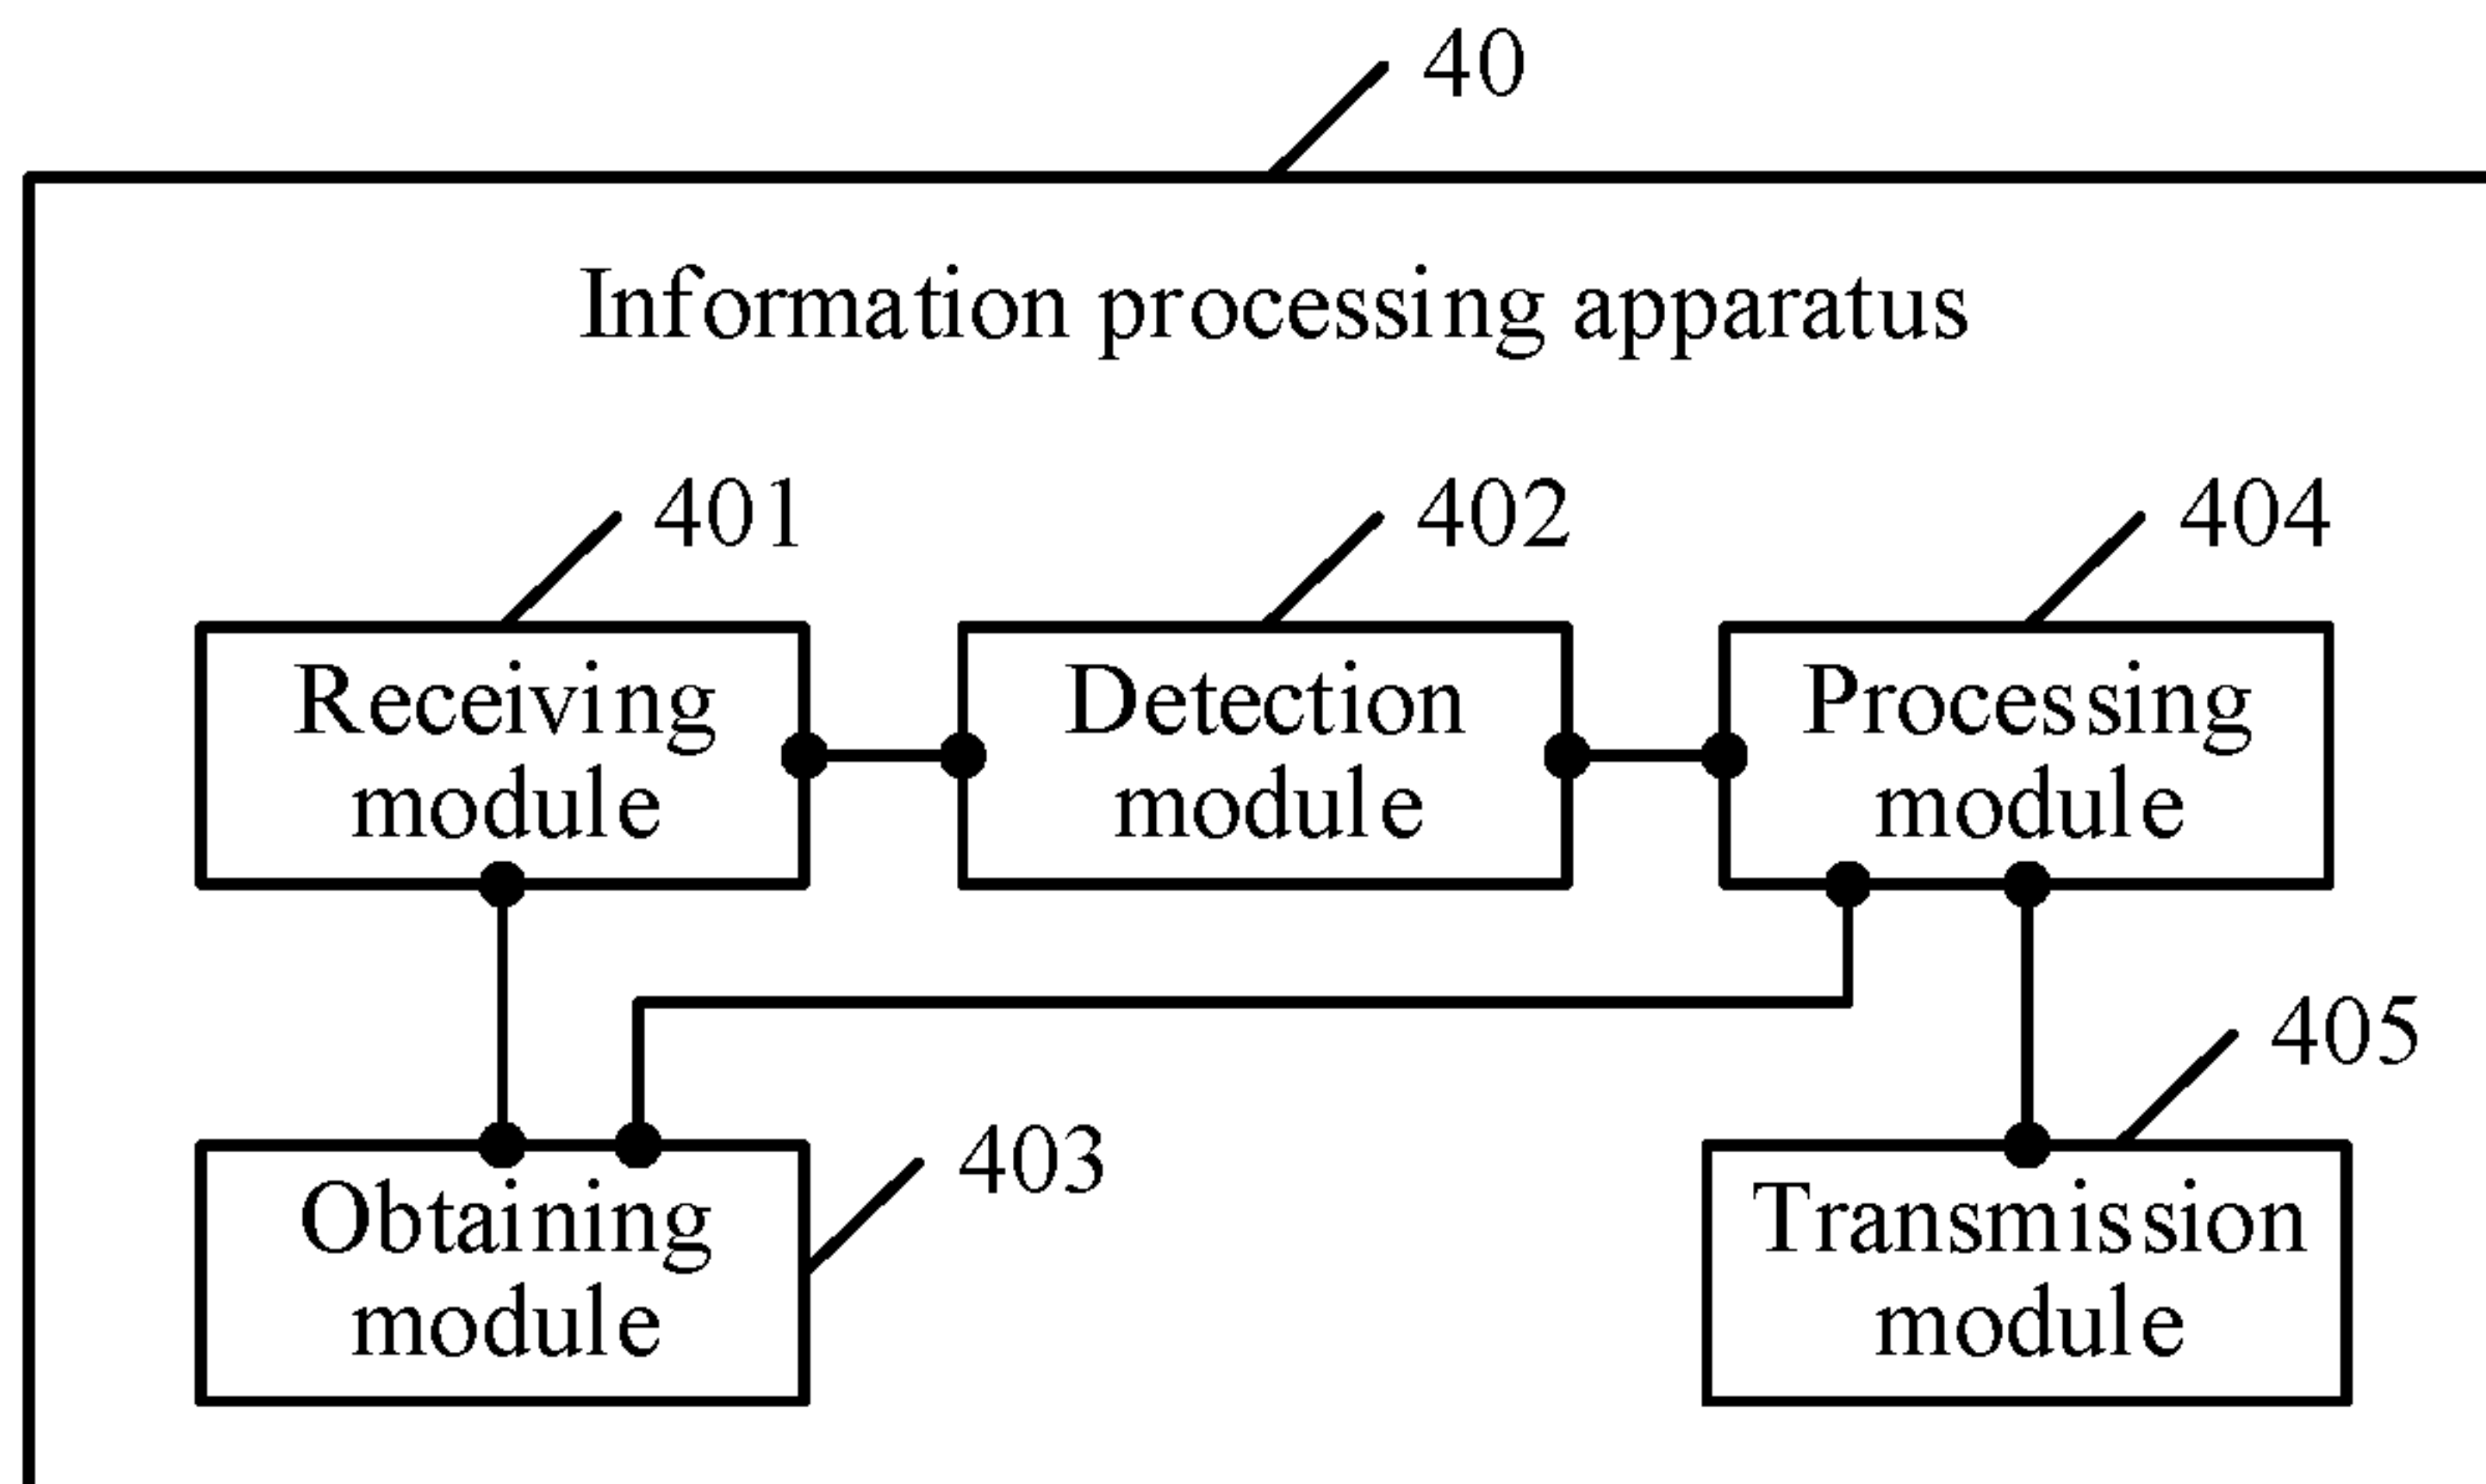 40
Information processing apparatus
401
402
404
Receiving
module
Detection
module
Processing
module
405
403
Obtaining
module
Transmission
module